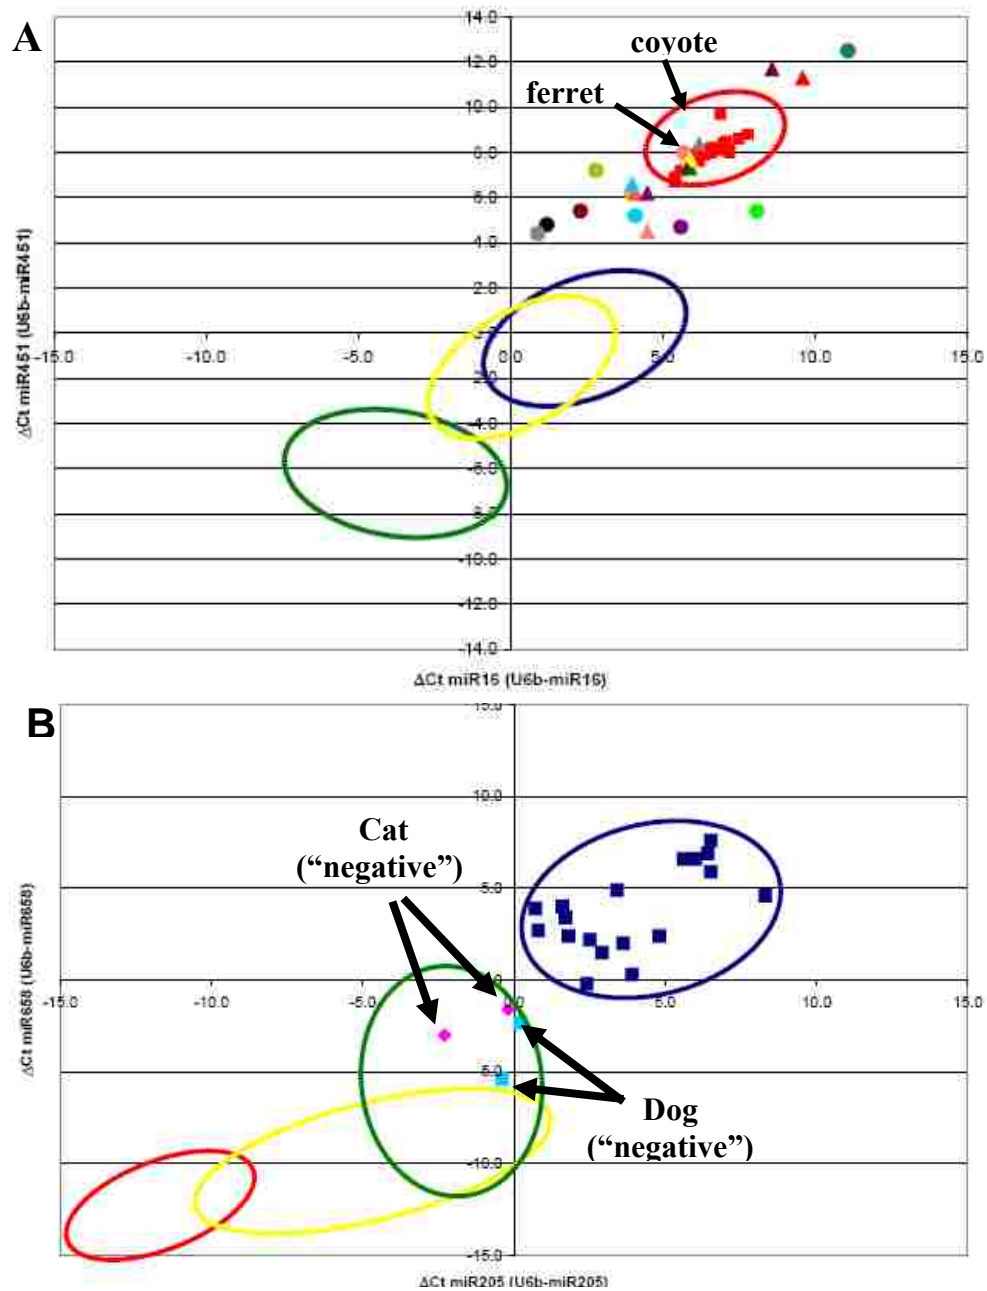 A
14.0
coyote
12.0
ferret
10.0
8.0
6.0
4.0
2.0
-15.0 -10.0 -5.0 0.0 5.0 10.0 15.0
-4.0
-6.0
-10.0
-12.0
-14.0
ΔCt miR451 (U6b-miR451)
ΔCt miR16 (U6b-miR16)
B
15.0
10.0
Cat
(“negative”)
5.0
-15.0 -10.0 -5.0 0.0 5.0 10.0 15.0
-5.0
Dog
(“negative”)
-10.0
-15.0
ΔCt miR658 (U6b-miR658)
ΔCt miR205 (U6b-miR205)